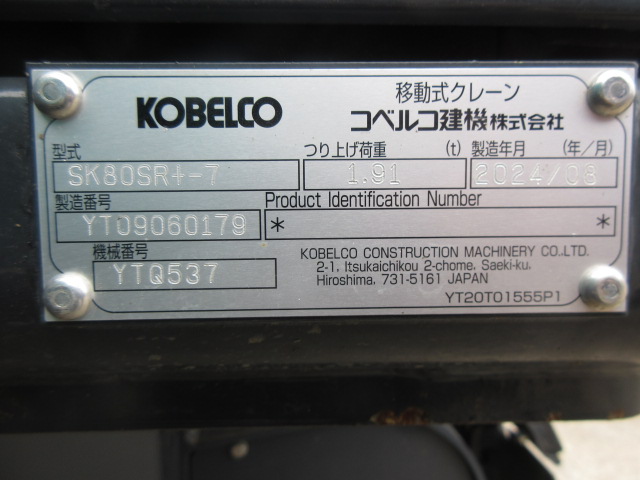 KOBELCO
移動式クレーン
コベルコ建機株式会社
型式 つり上げ荷重 (t) 製造年月 (年/月)
SK80SR+-7 1.91 2024/08
製造番号 Product Identification Number
YT09060179 * *
機械番号
YTQ537
KOBELCO CONSTRUCTION MACHINERY CO.,LTD.
2-1, Itsukaichikou 2-chome, Saeki-ku,
Hiroshima, 731-5161 JAPAN
YT20T01555P1